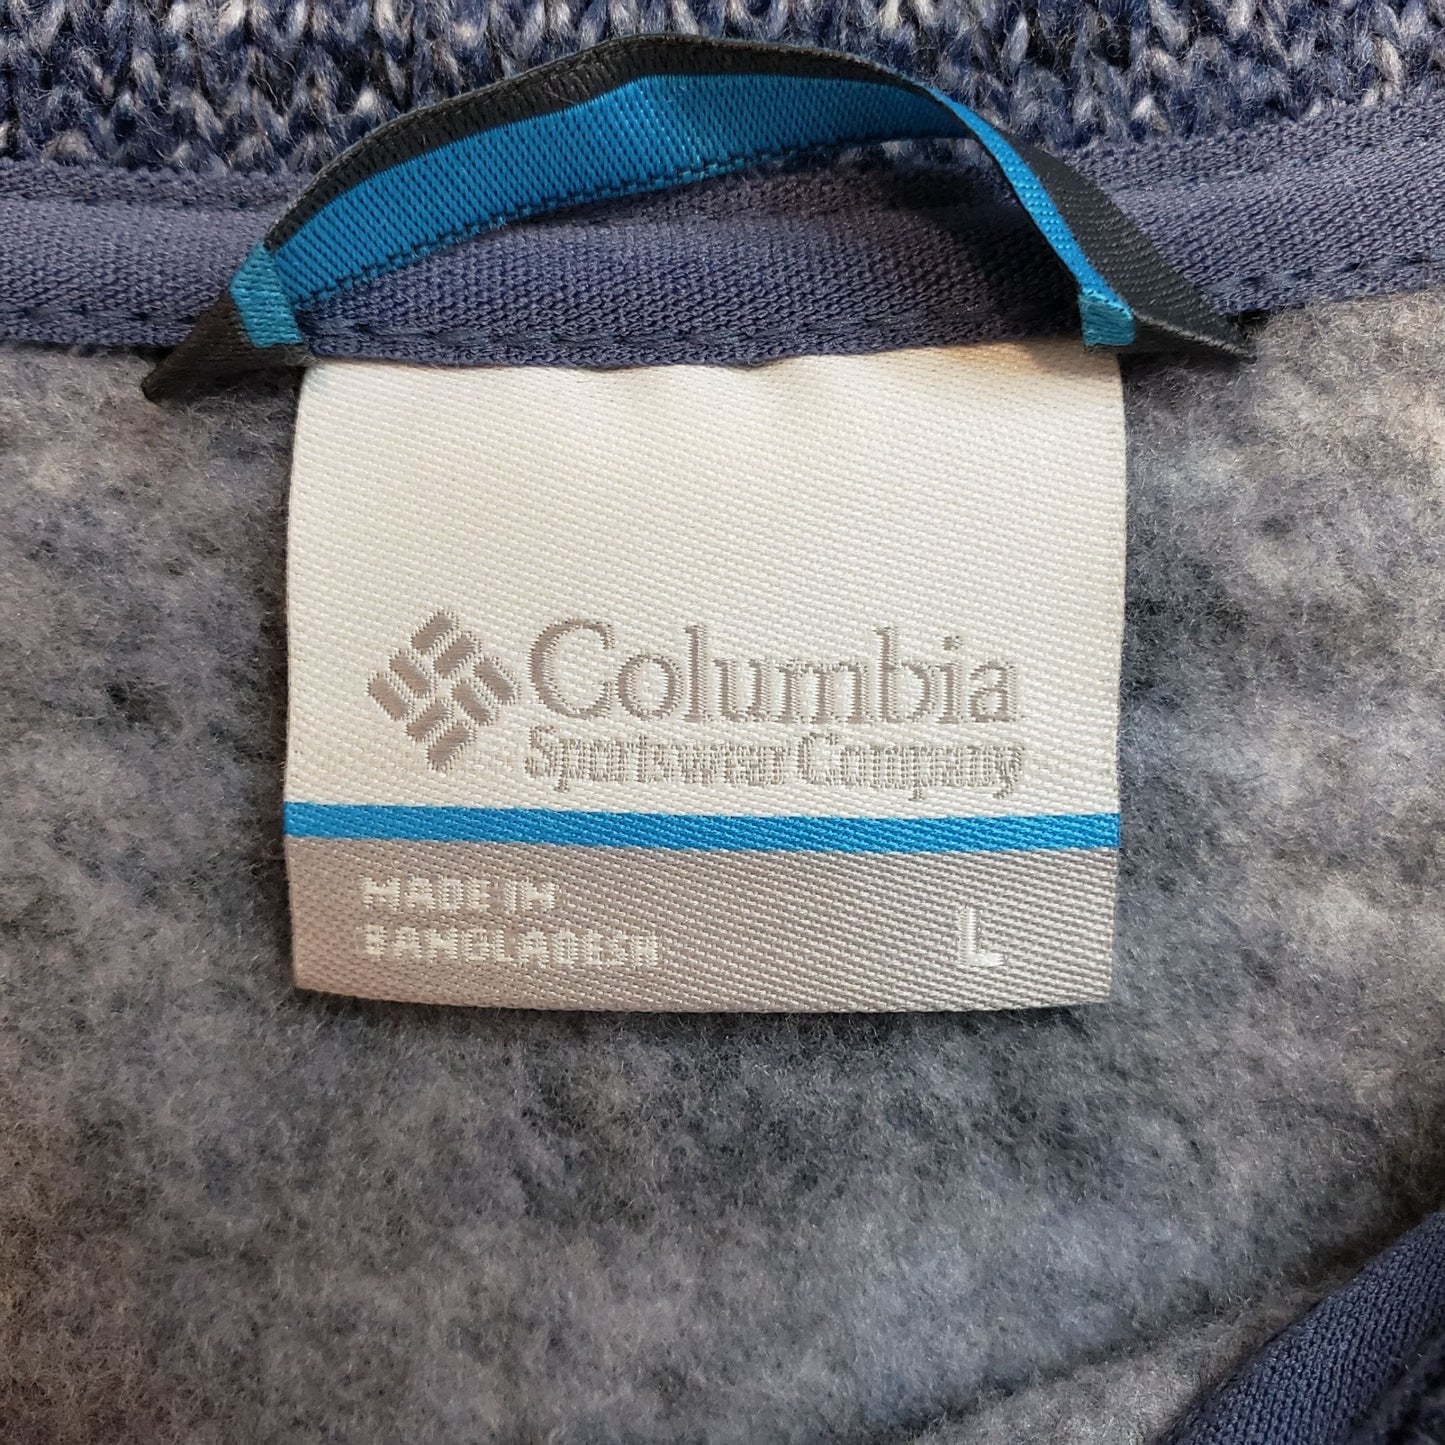 Columbia
Sportswear Company
MADE IN
BANGLADESH
L